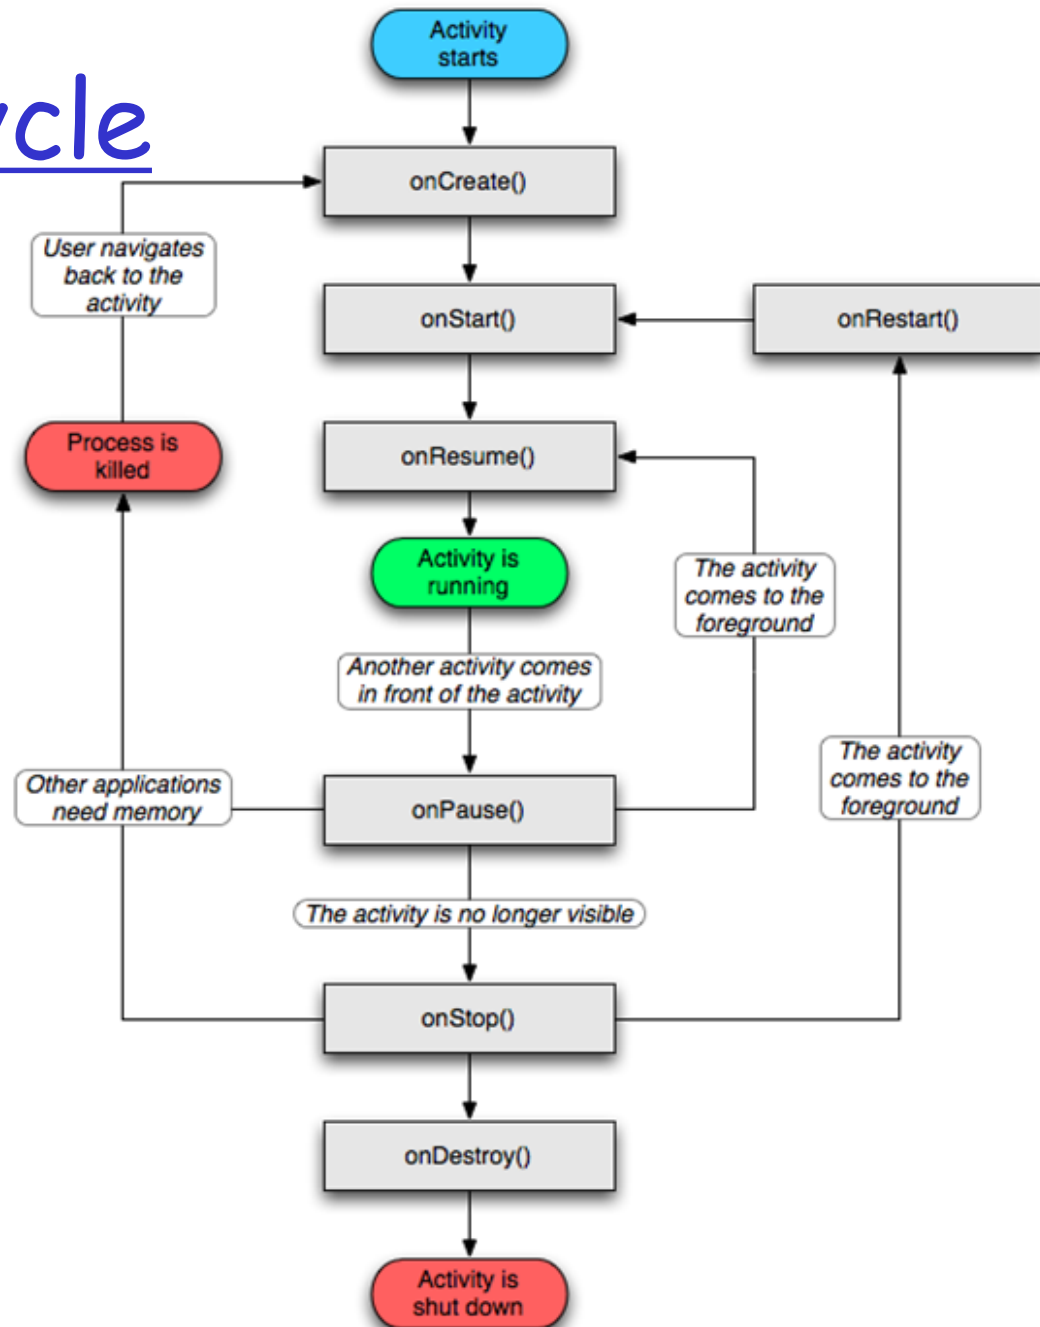 Activity
starts
ycle
onCreate()
User navigates
back to the
activity
onStart()
onRestart()
Process is
killed
onResume()
Activity is
running
The activity
comes to the
foreground
Another activity comes
in front of the activity
The activity
comes to the
foreground
Other applications
need memory
onPause()
The activity is no longer visible
onStop()
onDestroy()
Activity is
shut down